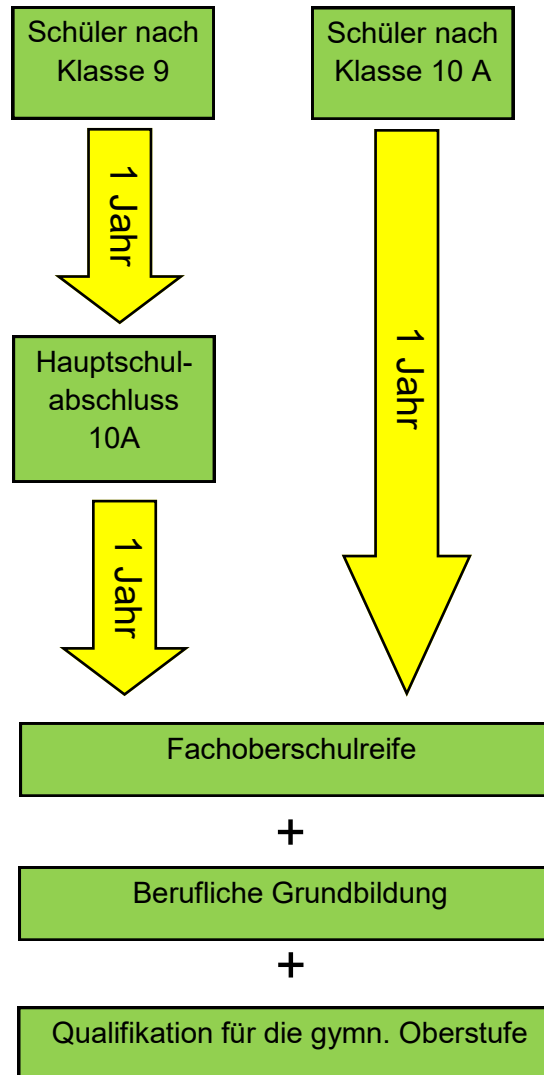 Schüler nach
Klasse 9
Schüler nach
Klasse 10 A
1 Jahr
1 Jahr
Hauptschul-
abschluss
10A
1 Jahr
Fachoberschulreife
+
Berufliche Grundbildung
+
Qualifikation für die gymn. Oberstufe